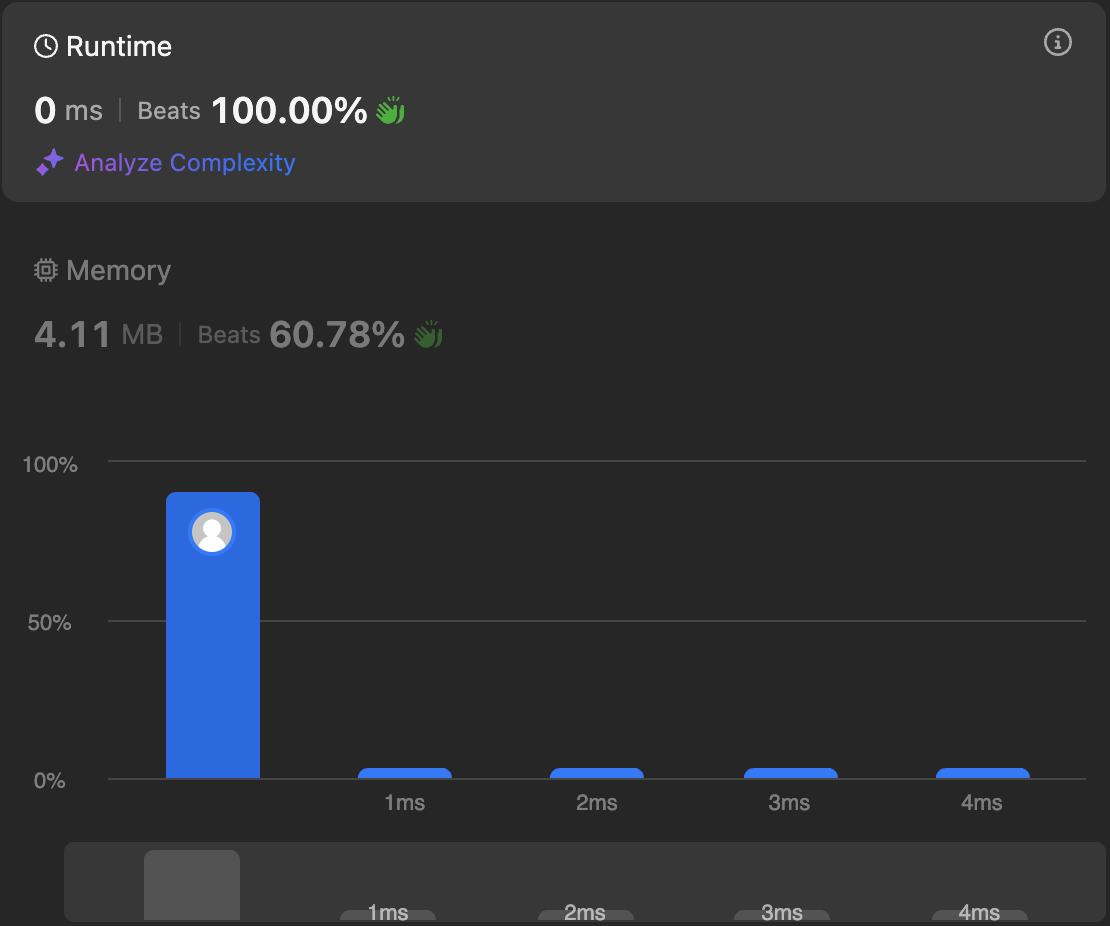 Runtime
0 ms | Beats 100.00%
Analyze Complexity
Memory
4.11 MB | Beats 60.78%
100%
50%
0%
1ms 2ms 3ms 4ms
1ms 2ms 3ms 4ms